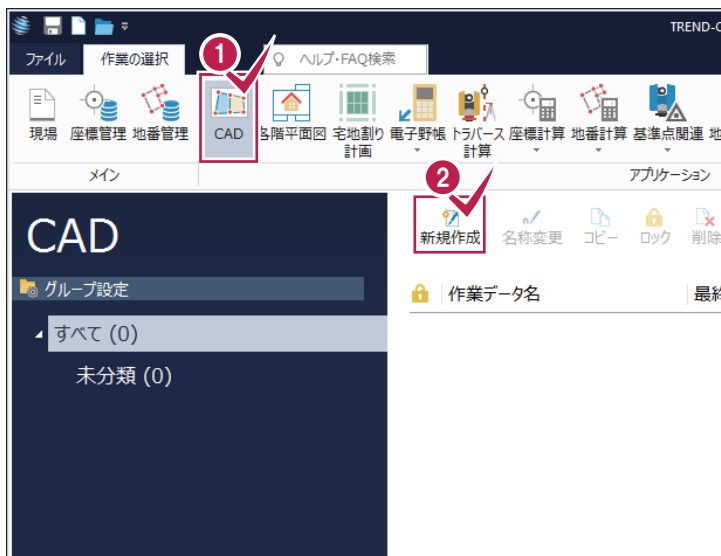 TREND-C
ファイル 作業の選択 ヘルプ・FAQ検索
1
現場 座標管理 地番管理 CAD 各階平面図 宅地割り計画 電子野帳 トラバース計算 座標計算 地番計算 基準点関連 地
メイン アプリケーション
2
CAD
新規作成 名称変更 コピー ロック 削除
グループ設定
作業データ名 最終
すべて (0)
未分類 (0)